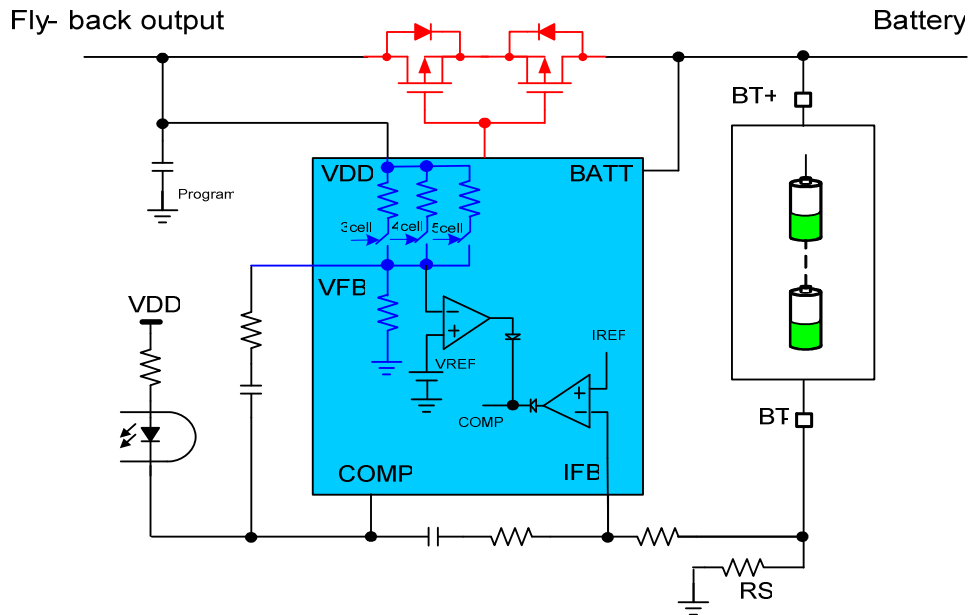 Fly- back output
Battery
BT+
VDD
BATT
Program
3cell
4cell
5cell
VFB
VDD
IREF
VREF
COMP
BT-
COMP
IFB
RS